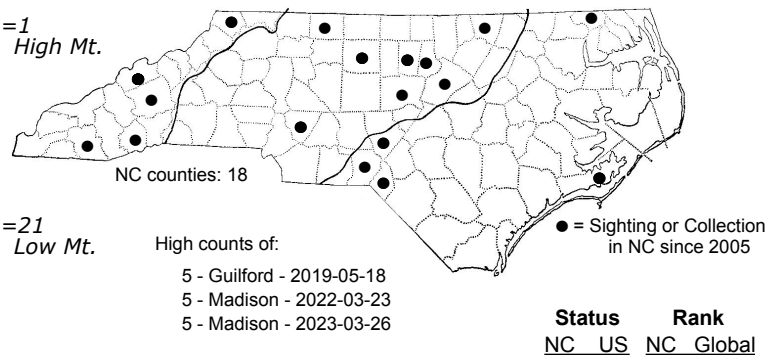 =1
High Mt.
NC counties: 18
=21
Low Mt.
High counts of:
5 - Guilford - 2019-05-18
5 - Madison - 2022-03-23
5 - Madison - 2023-03-26
● = Sighting or Collection
in NC since 2005
Status Rank
NC US NC Global